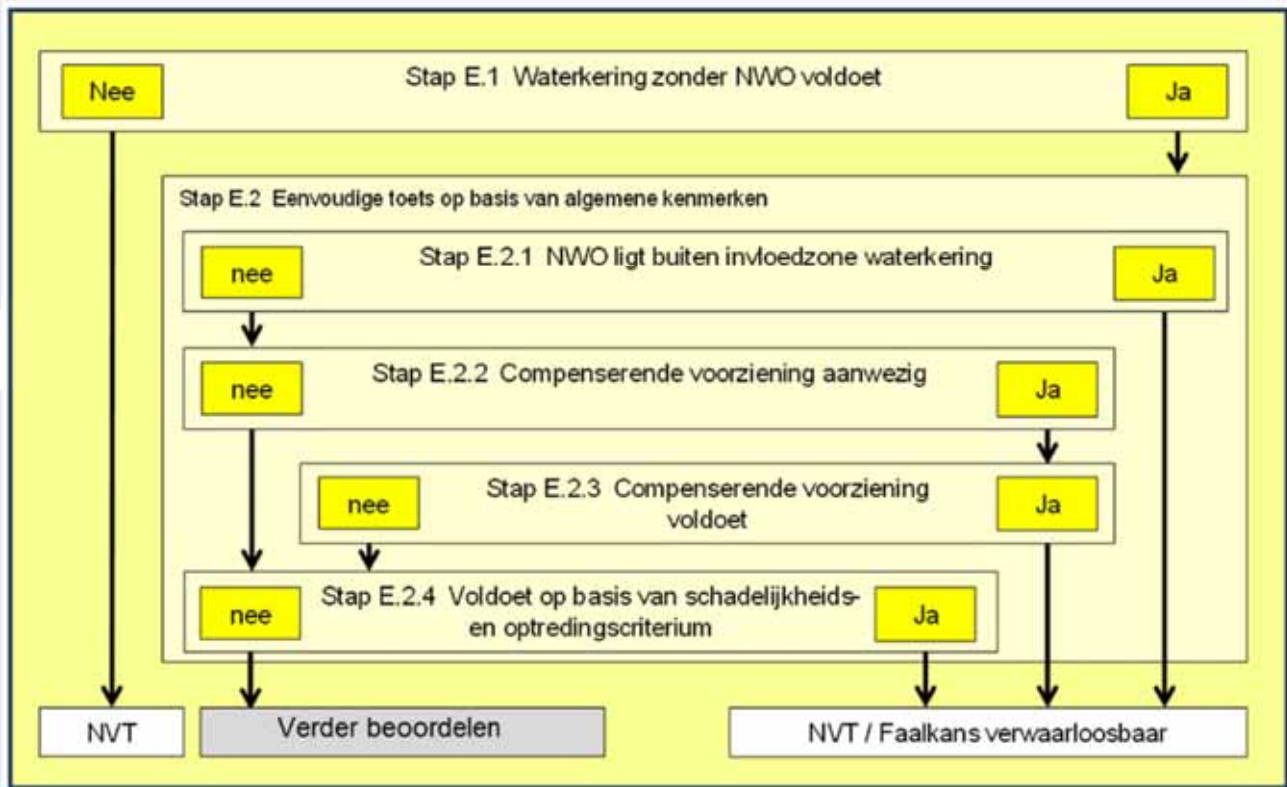 Stap E.1 Waterkering zonder NWO voldoet
Nee
Ja
Stap E.2 Eenvoudige toets op basis van algemene kenmerken
Stap E.2.1 NWO ligt buiten invloedzone waterkering
nee
Ja
Stap E.2.2 Compenserende voorziening aanwezig
nee
Ja
Stap E.2.3 Compenserende voorziening
voldoet
nee
Ja
Stap E.2.4 Voldoet op basis van schadelijkheids-
en optredingscriterium
nee
Ja
NVT
Verder beoordelen
NVT / Faalkans verwaarloosbaar